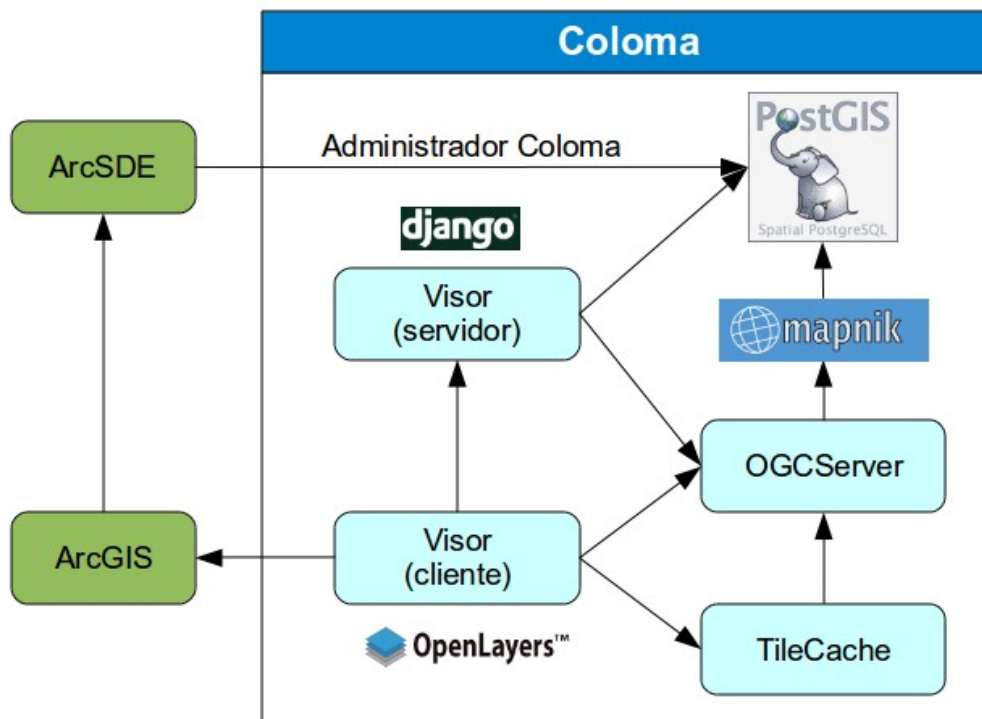 Coloma
PostGIS
Spatial PostgreSQL
ArcSDE
Administrador Coloma
django
Visor
(servidor)
mapnik
OGCServer
ArcGIS
Visor
(cliente)
OpenLayers™
TileCache